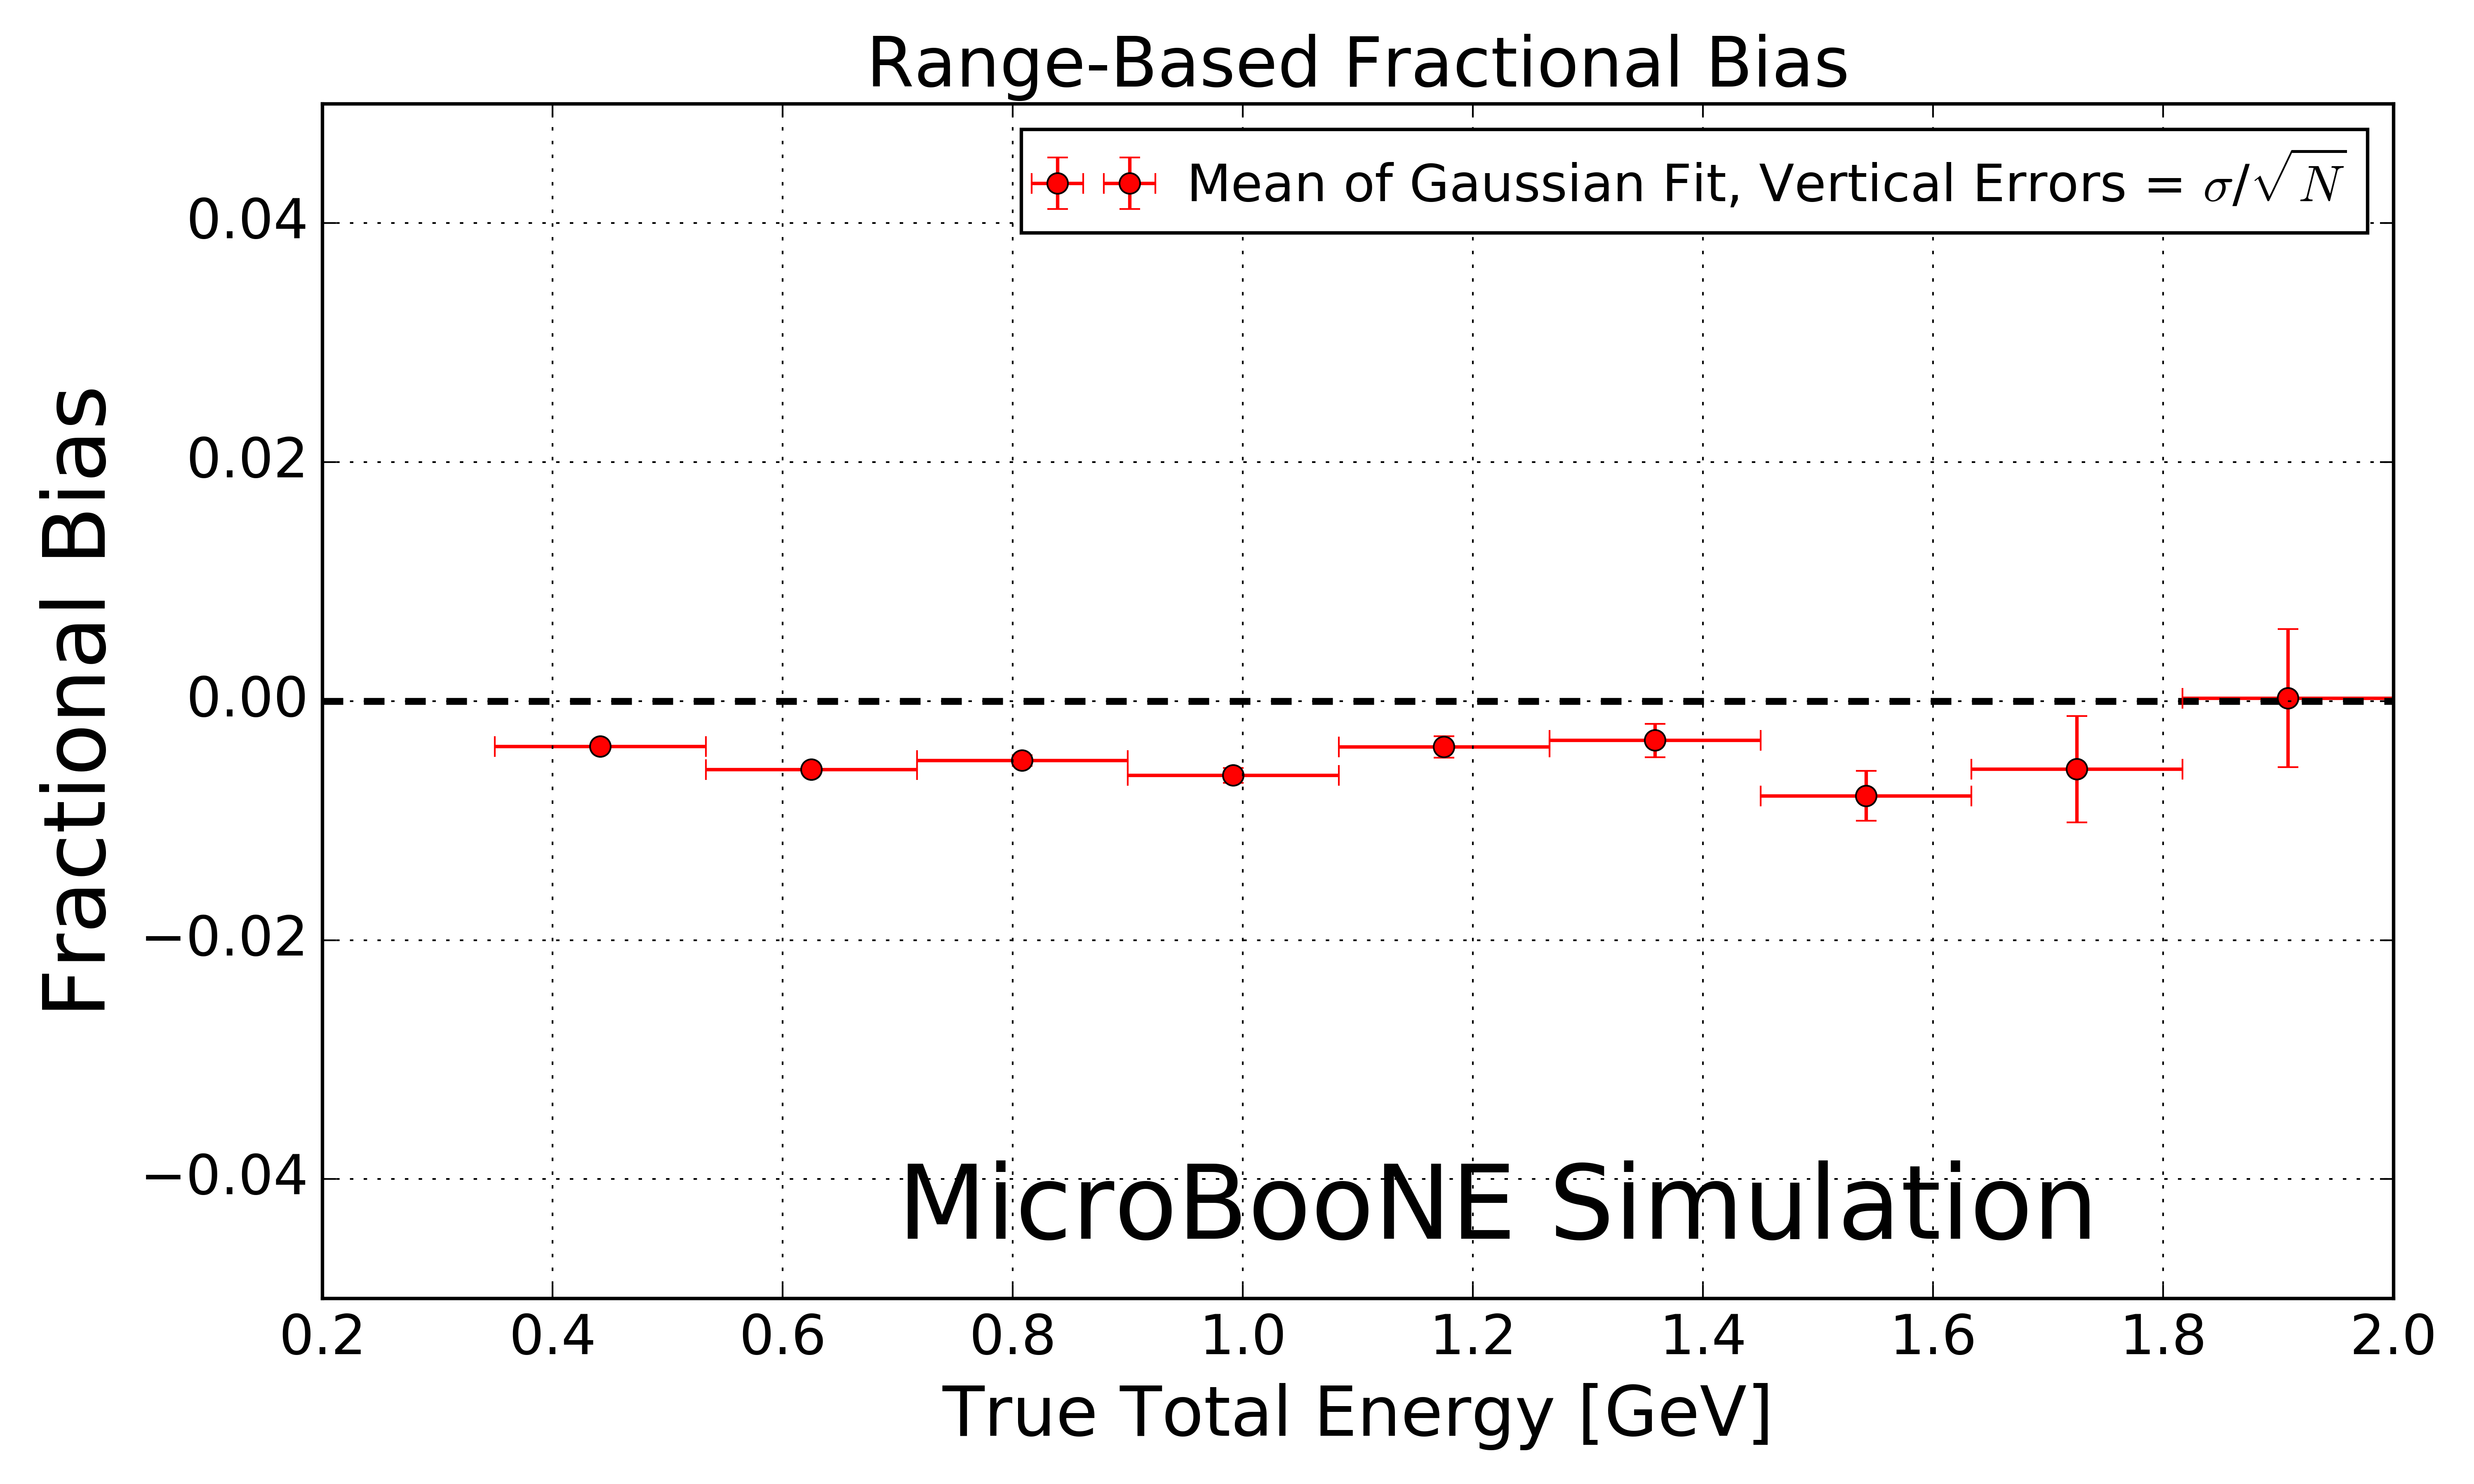 Range-Based Fractional Bias
Mean of Gaussian Fit, Vertical Errors = σ/√N
Fractional Bias
0.04
0.02
0.00
−0.02
−0.04
MicroBooNE Simulation
0.2 0.4 0.6 0.8 1.0 1.2 1.4 1.6 1.8 2.0
True Total Energy [GeV]